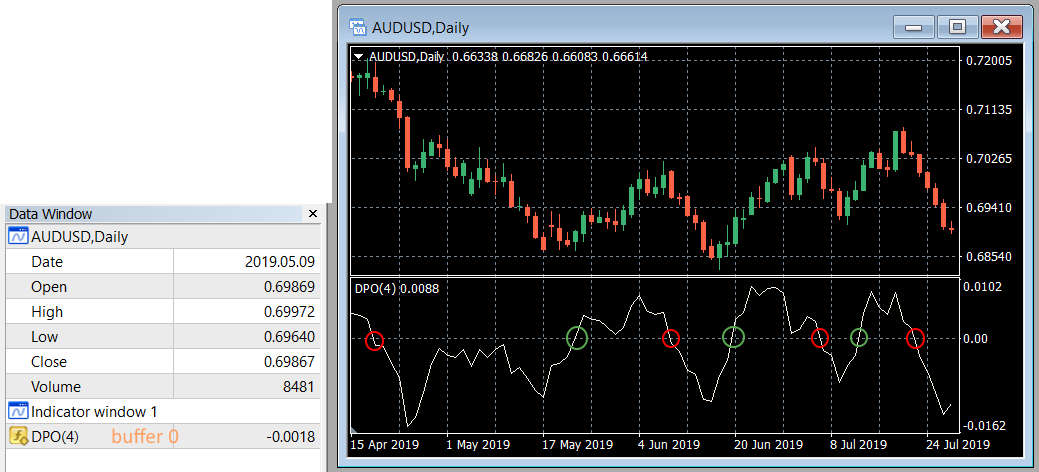 AUDUSD,Daily
AUDUSD,Daily 0.66338 0.66826 0.66083 0.66614
0.72005
0.71135
0.70265
0.69410
0.68540
DPO(4) 0.0088
0.0102
0.00
-0.0162
15 Apr 2019 1 May 2019 17 May 2019 4 Jun 2019 20 Jun 2019 8 Jul 2019 24 Jul 2019
Data Window
AUDUSD,Daily
Date 2019.05.09
Open 0.69869
High 0.69972
Low 0.69640
Close 0.69867
Volume 8481
Indicator window 1
DPO(4) buffer 0 -0.0018